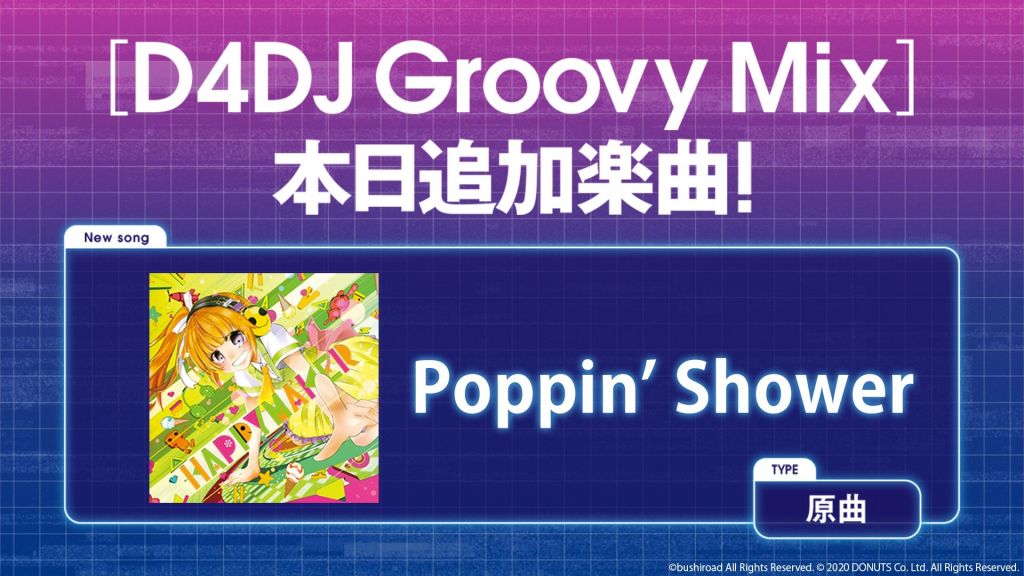 [D4DJ Groovy Mix]
本日追加楽曲!
New song
HAPPYMAKER
Poppin’ Shower
TYPE
原曲
©bushiroad All Rights Reserved. © 2020 DONUTS Co. Ltd. All Rights Reserved.